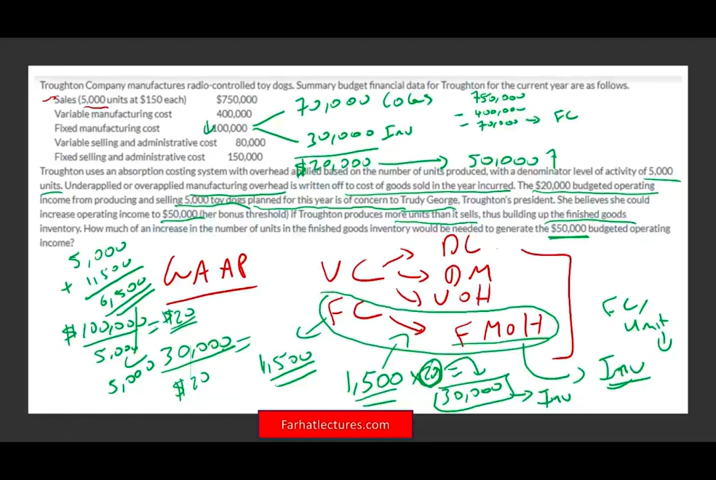 Troughton Company manufactures radio-controlled toy dogs. Summary budget financial data for Troughton for the current year are as follows.
Sales (5,000 units at $150 each) $750,000
Variable manufacturing cost 400,000
Fixed manufacturing cost 100,000
Variable selling and administrative cost 80,000
Fixed selling and administrative cost 150,000
70,000 COGS
30,000 Inv
$20,000 → 50,000 ↑
750,000
- 400,000
- 70,000 → FC
Troughton uses an absorption costing system with overhead applied based on the number of units produced, with a denominator level of activity of 5,000
units. Underapplied or overapplied manufacturing overhead is written off to cost of goods sold in the year incurred. The $20,000 budgeted operating
income from producing and selling 5,000 toy dogs planned for this year is of concern to Trudy George, Troughton's president. She believes she could
increase operating income to $50,000 (her bonus threshold) if Troughton produces more units than it sells, thus building up the finished goods
inventory. How much of an increase in the number of units in the finished goods inventory would be needed to generate the $50,000 budgeted operating
income?
5,000
+ 1,500
6,500
GAAP
$100,000 = $20
5,000
5,000
30,000 =
$20
1,500
VC
DM
VOH
FC → FMOH
1,500 × 20 =
30,000 → Inv
FC/
Unit
↓
Inv
Farhatlectures.com